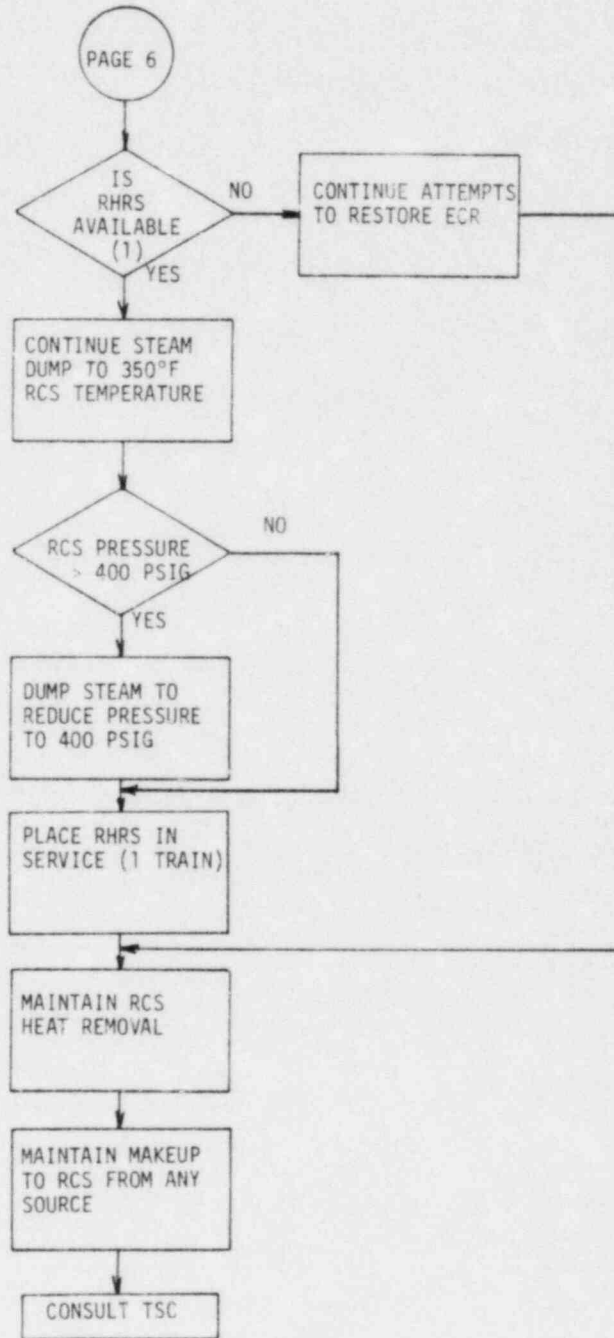 PAGE 6
IS
RHRS
AVAILABLE
(1)
NO
YES
CONTINUE ATTEMPTS
TO RESTORE ECR
CONTINUE STEAM
DUMP TO 350°F
RCS TEMPERATURE
RCS PRESSURE
> 400 PSIG
NO
YES
DUMP STEAM TO
REDUCE PRESSURE
TO 400 PSIG
PLACE RHRS IN
SERVICE (1 TRAIN)
MAINTAIN RCS
HEAT REMOVAL
MAINTAIN MAKEUP
TO RCS FROM ANY
SOURCE
CONSULT TSC